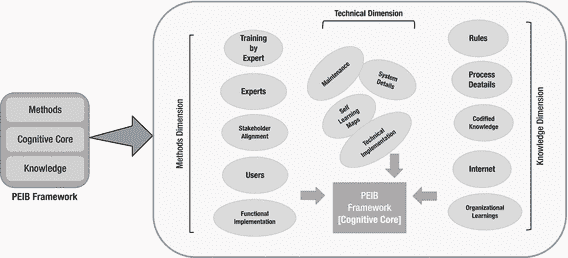 Methods
Cognitive Core
Knowledge
PEIB Framework
Technical Dimension
Methods Dimension
Training
by
Expert
Experts
Stakeholder
Alignment
Users
Functional Implementation
Maintenance
System
Details
Self
Learning
Maps
Technical
Implementation
PEIB
Framework
[Cognitive Core]
Rules
Process
Deatails
Codified
Knowledge
Internet
Organizational
Learnings
Knowledge Dimension